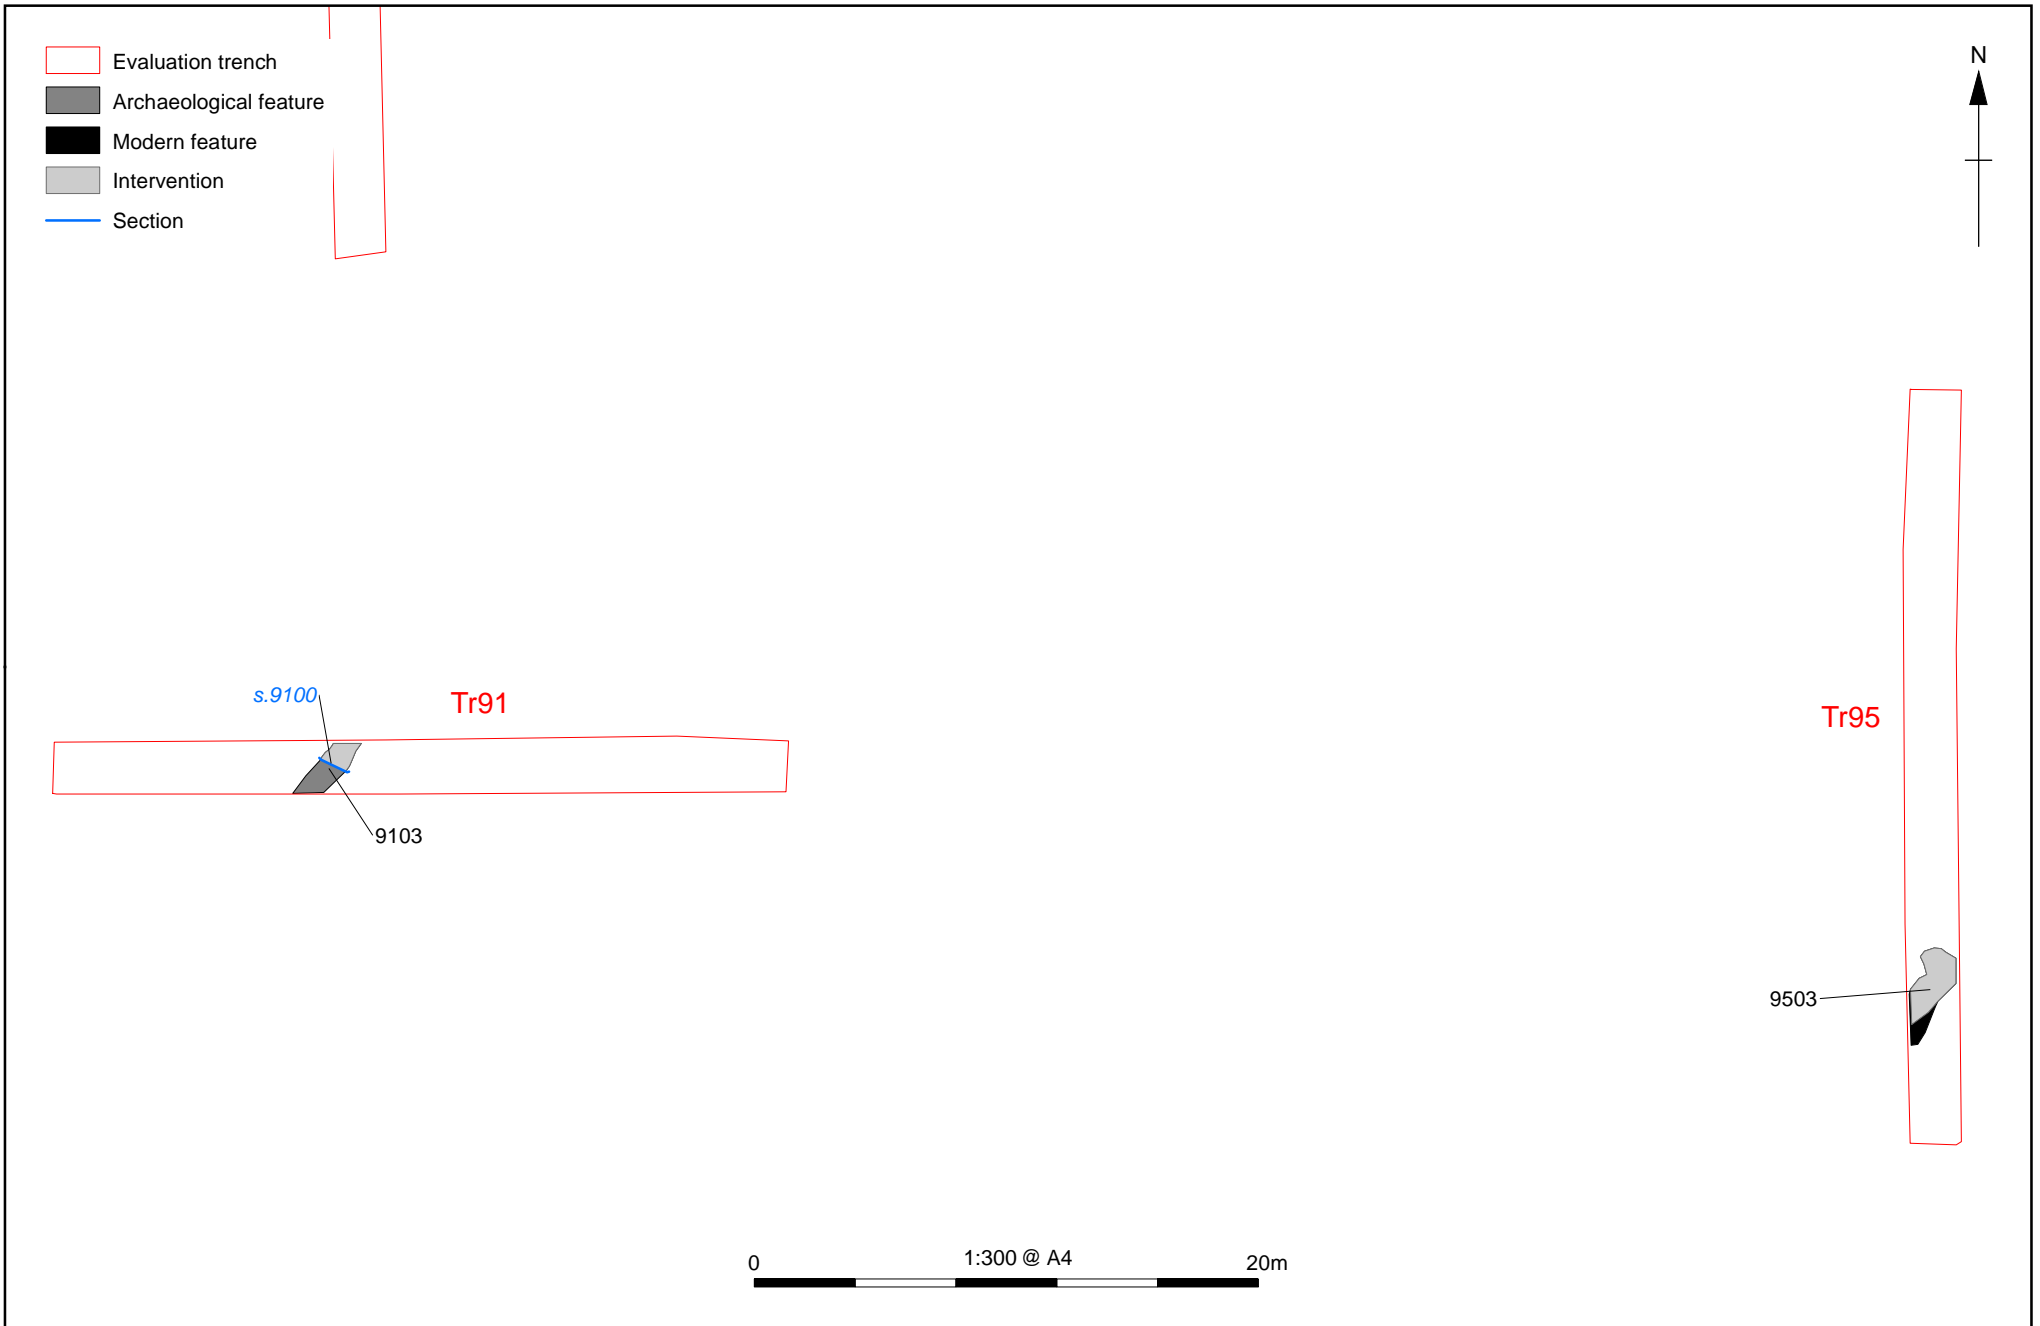 Evaluation trench
Archaeological feature
Modern feature
Intervention
Section
N
s.9100
Tr91
9103
Tr95
9503
0
1:300 @ A4
20m